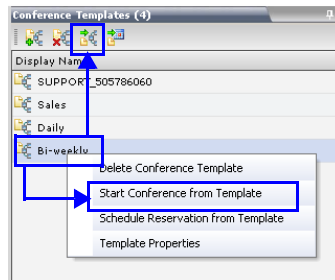 Conference Templates (4)
Display Name
SUPPORT_505786060
Sales
Daily
Bi-weekly
Delete Conference Template
Start Conference from Template
Schedule Reservation from Template
Template Properties